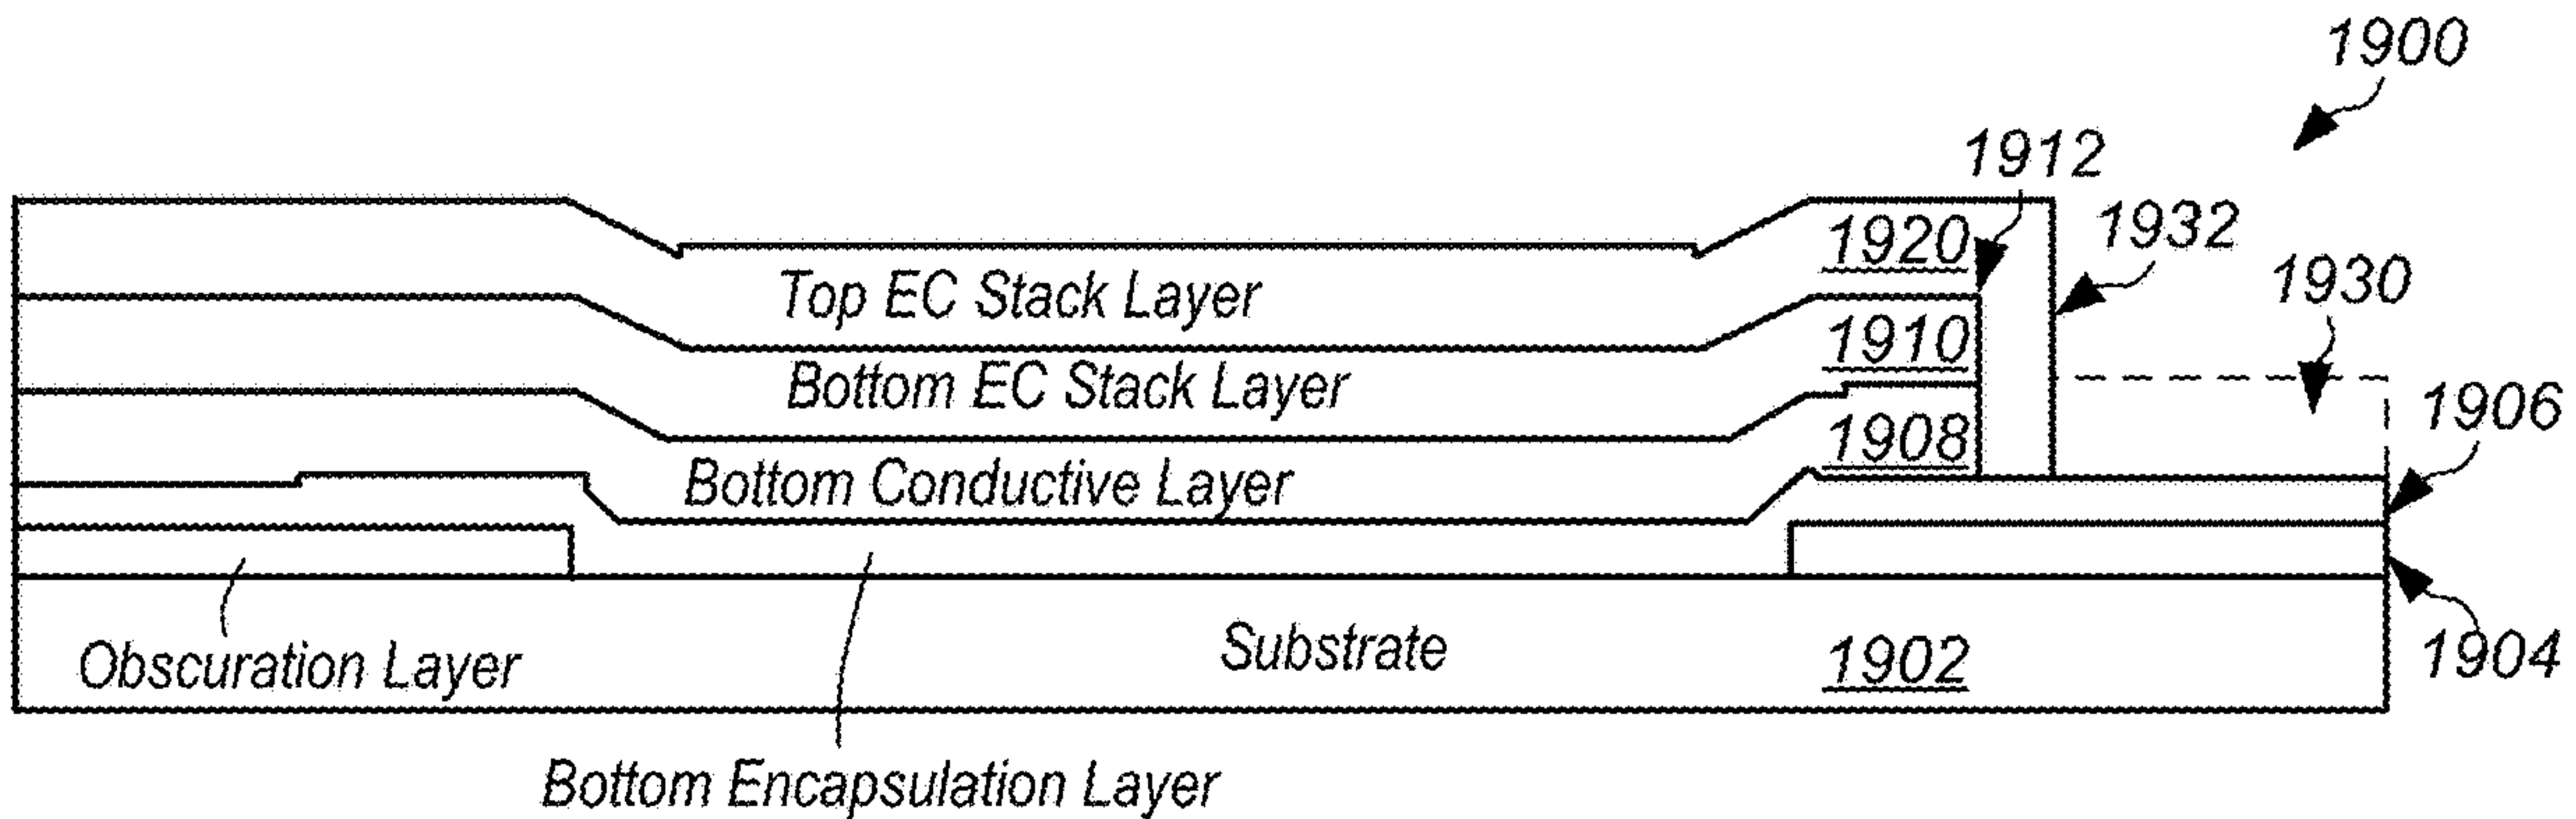 1900
1912
1920
1932
1930
Top EC Stack Layer
1910
Bottom EC Stack Layer
1906
1908
Bottom Conductive Layer
Substrate
1902
1904
Obscuration Layer
Bottom Encapsulation Layer